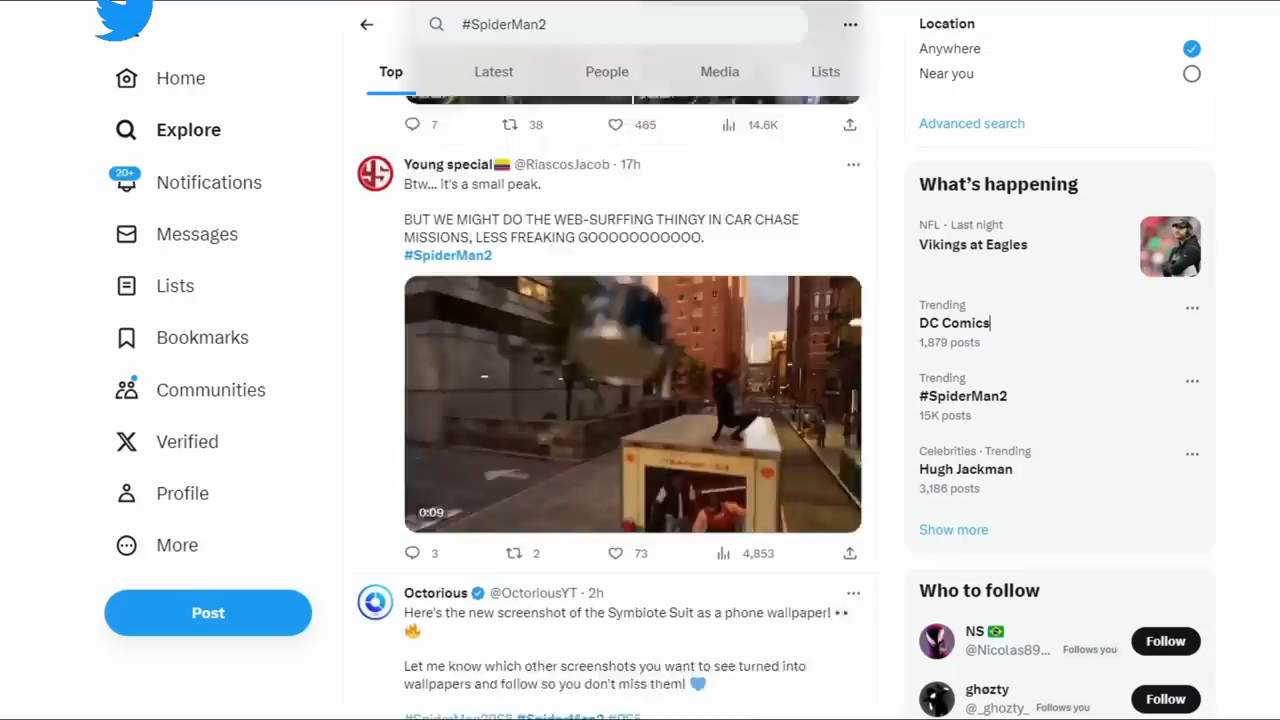 #SpiderMan2
Top
Latest
People
Media
Lists
Home
Explore
20+
Notifications
Messages
Lists
Bookmarks
Communities
Verified
Profile
More
Post
7
38
465
14.6K
Young special @RiascosJacob · 17h
Btw... it's a small peak.
BUT WE MIGHT DO THE WEB-SURFFING THINGY IN CAR CHASE
MISSIONS, LESS FREAKING GOOOOOOOOOO.
#SpiderMan2
0:09
3
2
73
4,853
Octorious @OctoriousYT · 2h
Here's the new screenshot of the Symbiote Suit as a phone wallpaper! 👀
🔥
Let me know which other screenshots you want to see turned into
wallpapers and follow so you don't miss them! 💙
#SpiderMan2PS5 #SpiderMan2 #PS5
Location
Anywhere
Near you
Advanced search
What's happening
NFL · Last night
Vikings at Eagles
Trending
DC Comics
1,879 posts
Trending
#SpiderMan2
15K posts
Celebrities · Trending
Hugh Jackman
3,186 posts
Show more
Who to follow
NS 🇧🇷
@Nicolas89... Follows you
Follow
ghøzty
@_ghozty_ Follows you
Follow